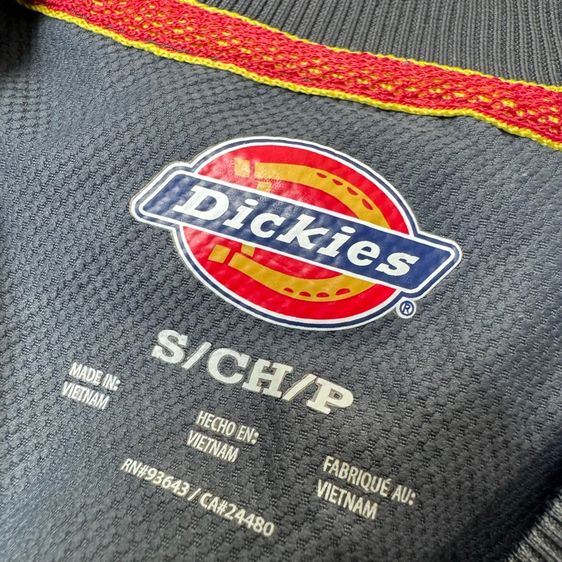 Dickies
®
S/CH/P
MADE IN:
VIETNAM
HECHO EN:
VIETNAM
FABRIQUÉ AU:
VIETNAM
RN#93643 / CA#24480